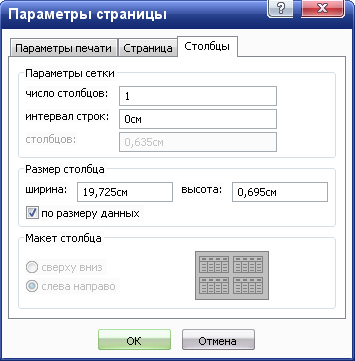 Параметры страницы
Параметры печати Страница Столбцы
Параметры сетки
число столбцов: 1
интервал строк: 0см
столбцов: 0,635см
Размер столбца
ширина: 19,725см высота: 0,695см
по размеру данных
Макет столбца
сверху вниз
слева направо
OK Отмена